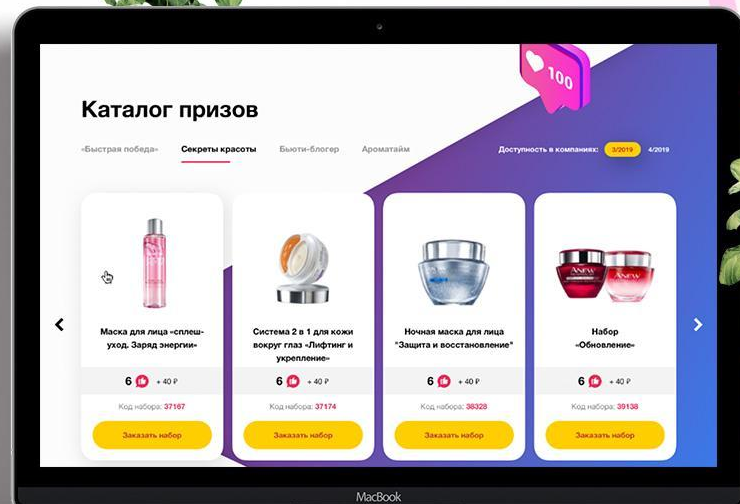 100
Каталог призов
«Быстрая победа» Секреты красоты Бьюти-блогер Ароматайм
Доступность в компаниях: 3/2019 4/2019
Маска для лица «сплеш-
уход. Заряд энергии»
6 + 40 ₽
Код набора: 37167
Заказать набор
Система 2 в 1 для кожи
вокруг глаз «Лифтинг и
укрепление»
6 + 40 ₽
Код набора: 37174
Заказать набор
Ночная маска для лица
"Защита и восстановление"
6 + 40 ₽
Код набора: 38328
Заказать набор
ANEW
ANEW
Набор
«Обновление»
6 + 40 ₽
Код набора: 39138
Заказать набор
MacBook